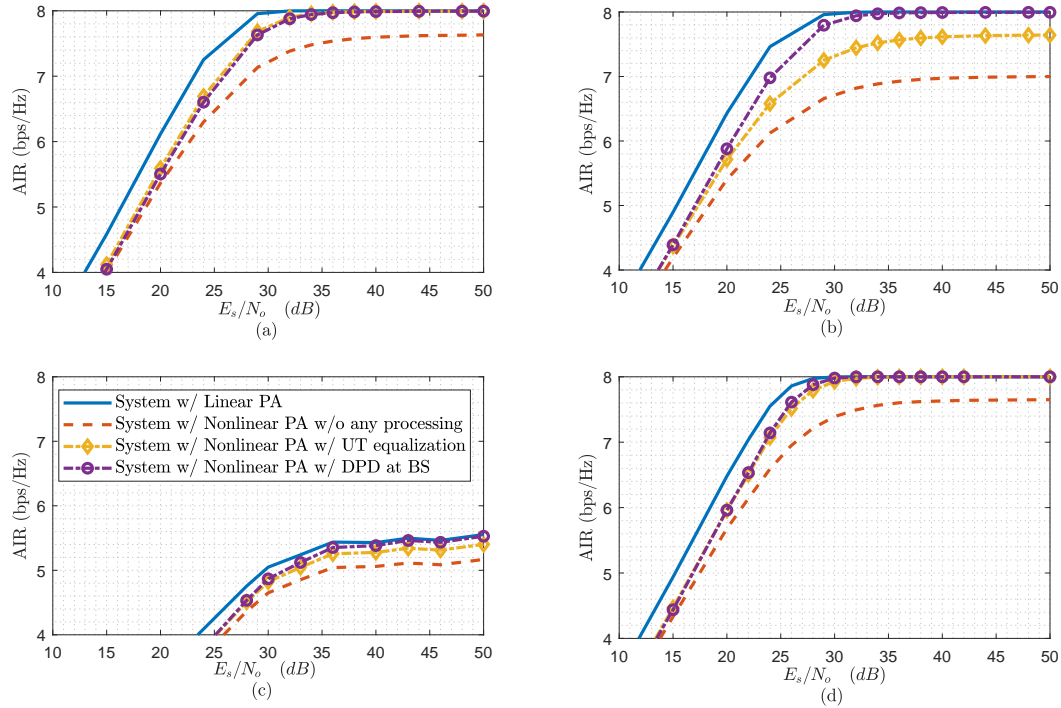 8
7
6
5
4
AIR (bps/Hz)
10 15 20 25 30 35 40 45 50
E_s/N_o (dB)
(a)
8
7
6
5
4
AIR (bps/Hz)
10 15 20 25 30 35 40 45 50
E_s/N_o (dB)
(b)
8
7
6
5
4
AIR (bps/Hz)
System w/ Linear PA
System w/ Nonlinear PA w/o any processing
System w/ Nonlinear PA w/ UT equalization
System w/ Nonlinear PA w/ DPD at BS
10 15 20 25 30 35 40 45 50
E_s/N_o (dB)
(c)
8
7
6
5
4
AIR (bps/Hz)
10 15 20 25 30 35 40 45 50
E_s/N_o (dB)
(d)